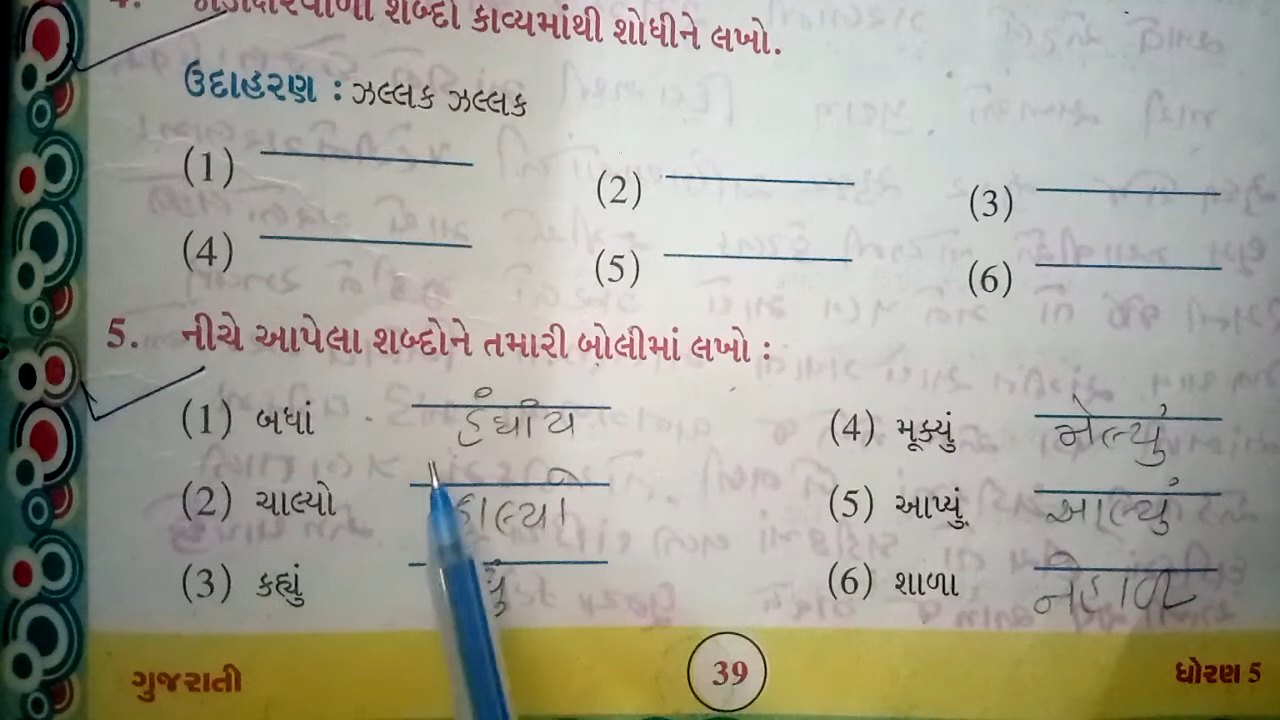 શબ્દો કાવ્યમાંથી શોધીને લખો.
ઉદાહરણ : ઝલ્લક ઝલ્લક
(1) (2) (3)
(4) (5) (6)
5. નીચે આપેલા શબ્દોને તમારી બોલીમાં લખો :
(1) બધાં હંઘીય (4) મૂક્યું મેલ્યું
(2) ચાલ્યો હાલ્યો (5) આપ્યું આલ્યું
(3) કહ્યું (6) શાળા નેહાળ
ગુજરાતી 39 ધોરણ 5